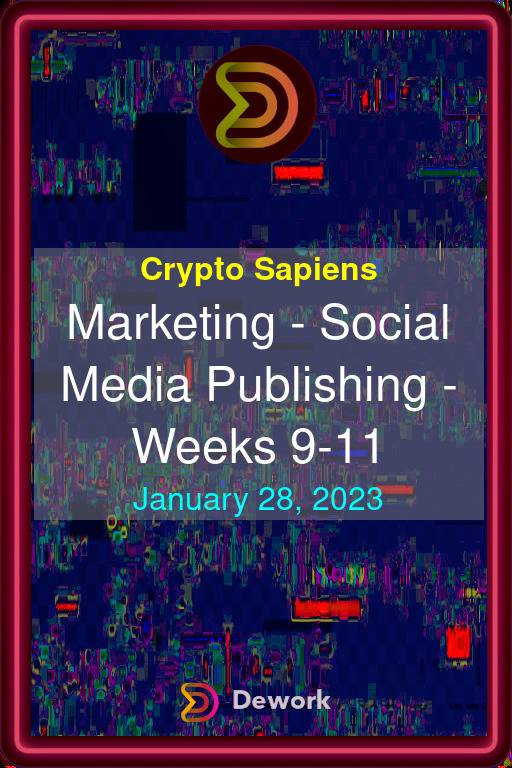 Crypto Sapiens
Marketing - Social
Media Publishing -
Weeks 9-11
January 28, 2023
Dework